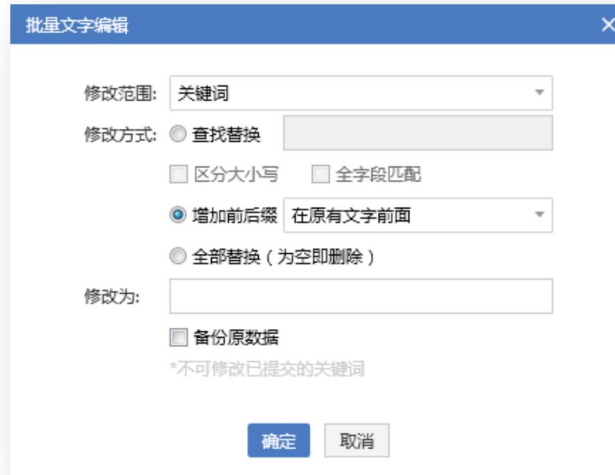 批量文字编辑
修改范围: 关键词
修改方式: 查找替换
区分大小写 全字段匹配
增加前后缀 在原有文字前面
全部替换（为空即删除）
修改为:
备份原数据
*不可修改已提交的关键词
确定 取消